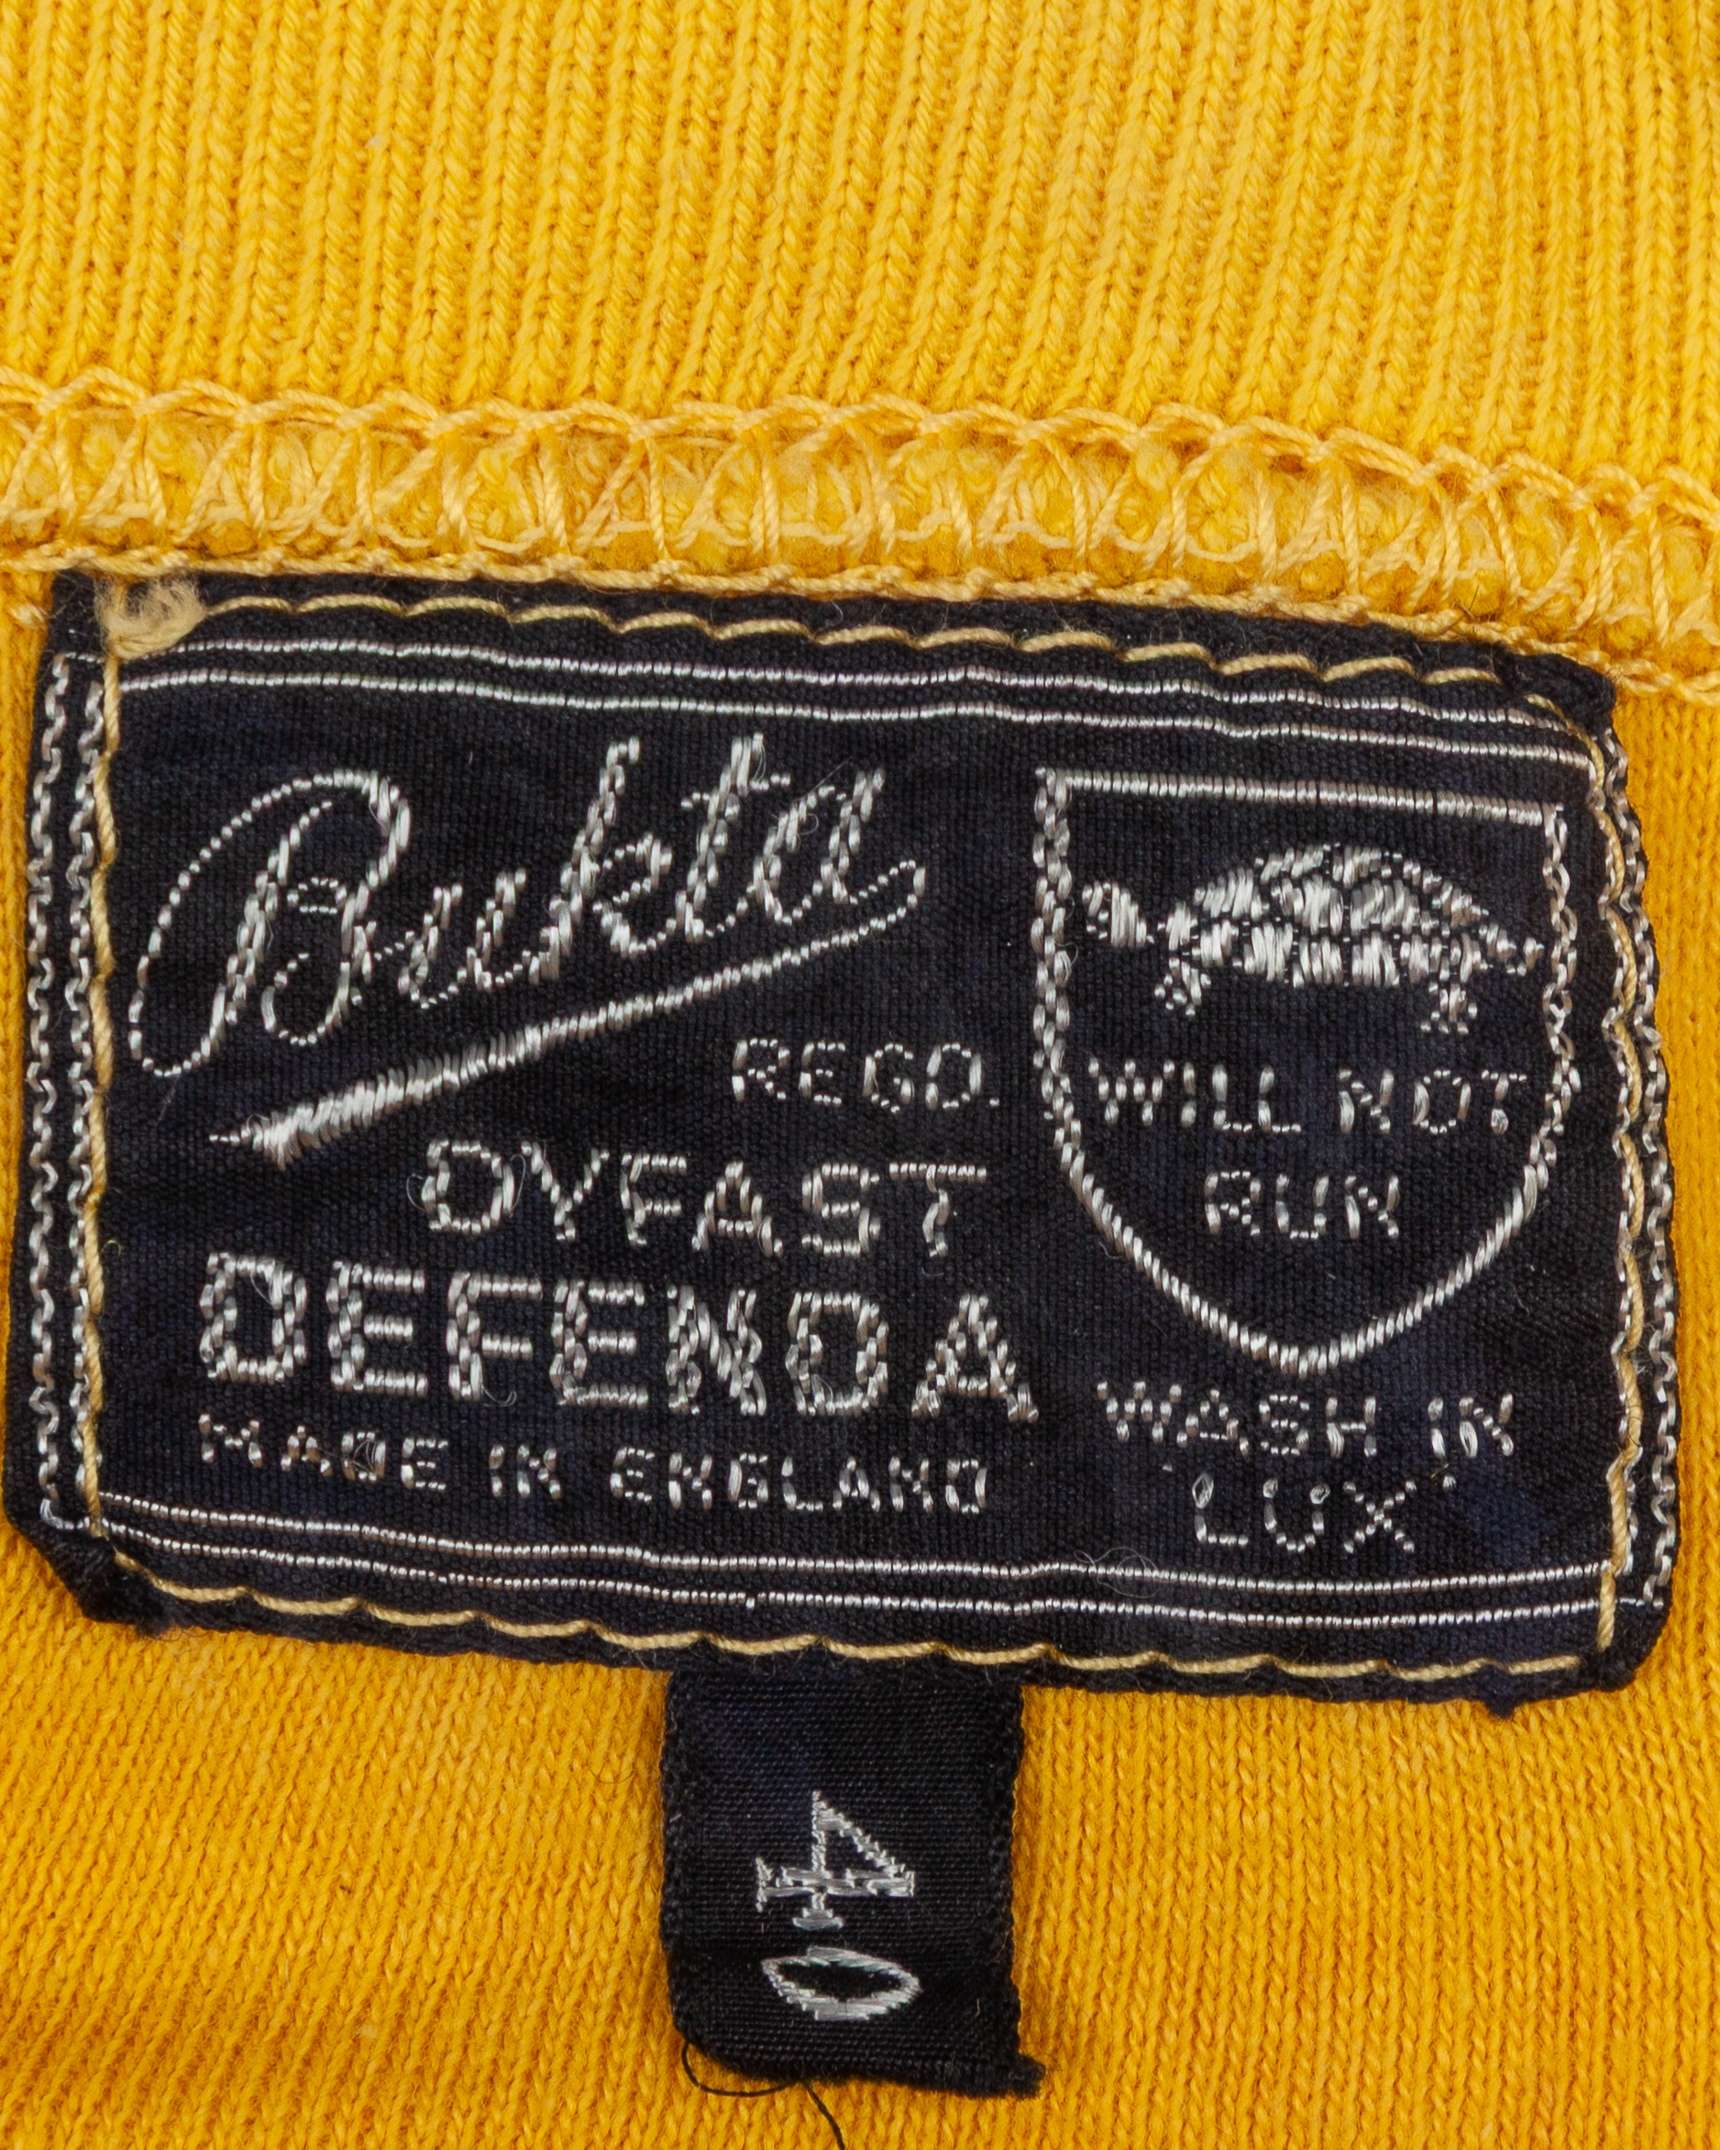 Bukta
REGD.
DYFAST
DEFENDA
MADE IN ENGLAND
WILL NOT
RUN
WASH IN
'LUX'
40